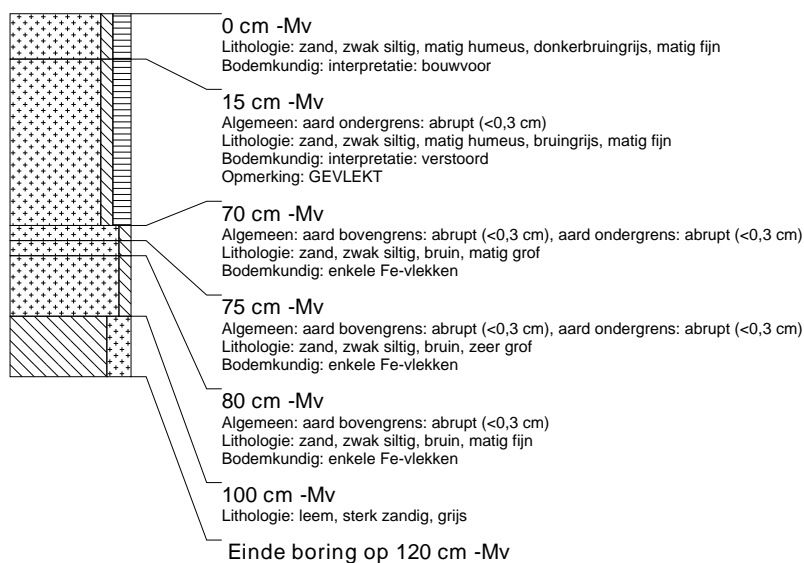 0 cm -Mv
Lithologie: zand, zwak siltig, matig humeus, donkerbruingrijs, matig fijn
Bodemkundig: interpretatie: bouwvoor
15 cm -Mv
Algemeen: aard ondergrens: abrupt (<0,3 cm)
Lithologie: zand, zwak siltig, matig humeus, bruingrijs, matig fijn
Bodemkundig: interpretatie: verstoord
Opmerking: GEVLEKT
70 cm -Mv
Algemeen: aard bovengrens: abrupt (<0,3 cm), aard ondergrens: abrupt (<0,3 cm)
Lithologie: zand, zwak siltig, bruin, matig grof
Bodemkundig: enkele Fe-vlekken
75 cm -Mv
Algemeen: aard bovengrens: abrupt (<0,3 cm), aard ondergrens: abrupt (<0,3 cm)
Lithologie: zand, zwak siltig, bruin, zeer grof
Bodemkundig: enkele Fe-vlekken
80 cm -Mv
Algemeen: aard bovengrens: abrupt (<0,3 cm)
Lithologie: zand, zwak siltig, bruin, matig fijn
Bodemkundig: enkele Fe-vlekken
100 cm -Mv
Lithologie: leem, sterk zandig, grijs
Einde boring op 120 cm -Mv